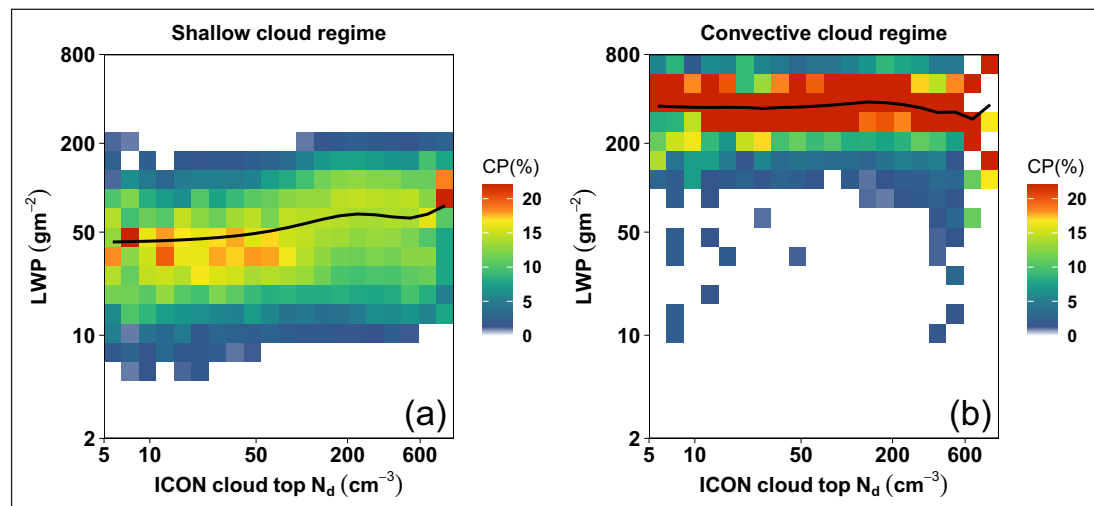 Shallow cloud regime
800
200
50
10
2
LWP (gm⁻²)
5 10 50 200 600
ICON cloud top N_d (cm⁻³)
(a)
CP(%)
20
15
10
5
0
Convective cloud regime
800
200
50
10
2
LWP (gm⁻²)
5 10 50 200 600
ICON cloud top N_d (cm⁻³)
(b)
CP(%)
20
15
10
5
0